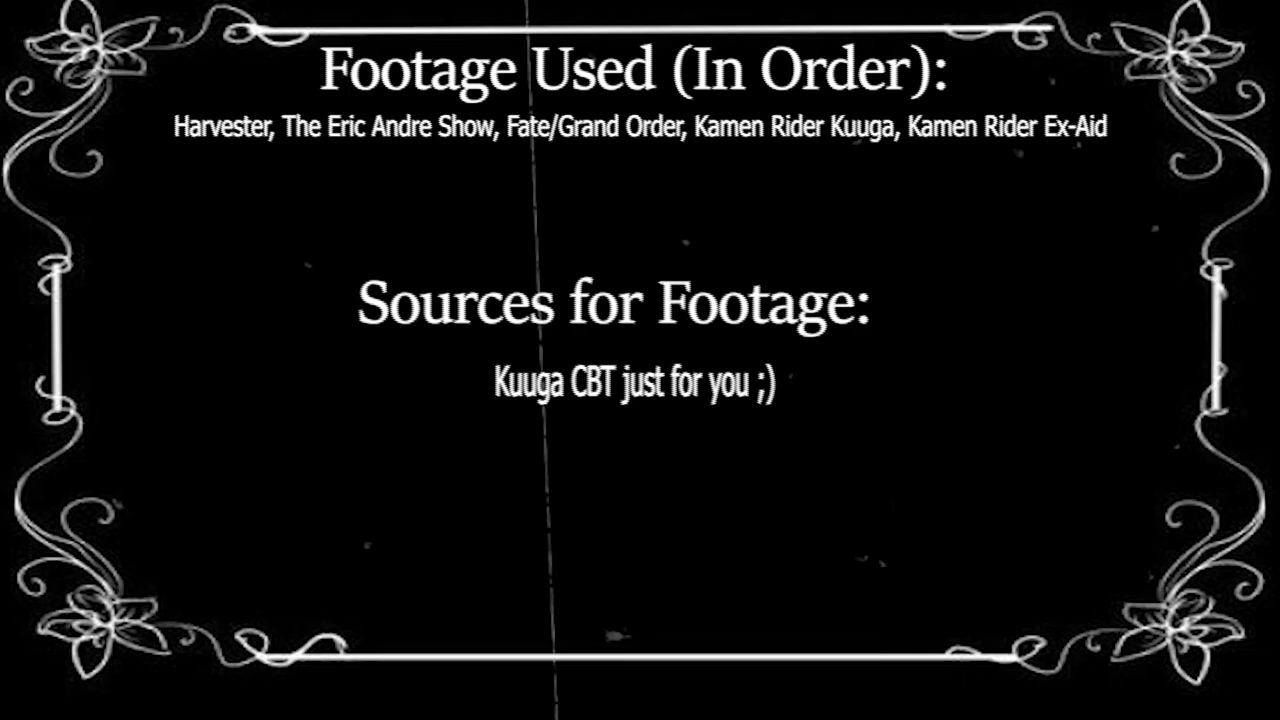 Footage Used (In Order):
Harvester, The Eric Andre Show, Fate/Grand Order, Kamen Rider Kuuga, Kamen Rider Ex-Aid
Sources for Footage:
Kuuga CBT just for you ;)